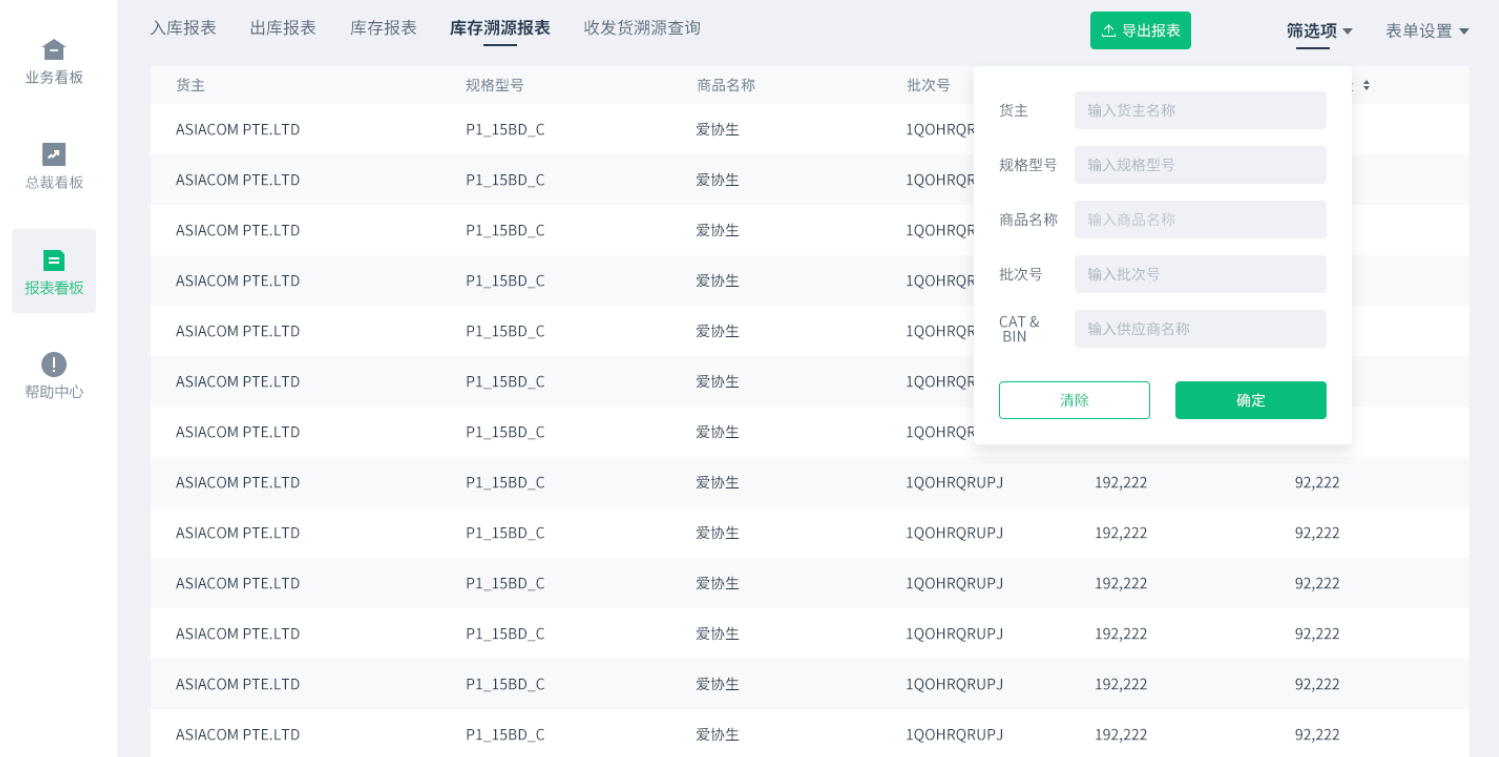 入库报表 出库报表 库存报表 库存溯源报表 收发货溯源查询 导出报表 筛选项 表单设置
业务看板
总裁看板
报表看板
帮助中心
货主 规格型号 商品名称 批次号
ASIACOM PTE.LTD P1_15BD_C 爱协生 1QOHRQR
ASIACOM PTE.LTD P1_15BD_C 爱协生 1QOHRQR
ASIACOM PTE.LTD P1_15BD_C 爱协生 1QOHRQR
ASIACOM PTE.LTD P1_15BD_C 爱协生 1QOHRQR
ASIACOM PTE.LTD P1_15BD_C 爱协生 1QOHRQR
ASIACOM PTE.LTD P1_15BD_C 爱协生 1QOHRQR
ASIACOM PTE.LTD P1_15BD_C 爱协生 1QOHRQR
ASIACOM PTE.LTD P1_15BD_C 爱协生 1QOHRQRUPJ 192,222 92,222
ASIACOM PTE.LTD P1_15BD_C 爱协生 1QOHRQRUPJ 192,222 92,222
ASIACOM PTE.LTD P1_15BD_C 爱协生 1QOHRQRUPJ 192,222 92,222
ASIACOM PTE.LTD P1_15BD_C 爱协生 1QOHRQRUPJ 192,222 92,222
ASIACOM PTE.LTD P1_15BD_C 爱协生 1QOHRQRUPJ 192,222 92,222
ASIACOM PTE.LTD P1_15BD_C 爱协生 1QOHRQRUPJ 192,222 92,222
货主 输入货主名称
规格型号 输入规格型号
商品名称 输入商品名称
批次号 输入批次号
CAT &
BIN 输入供应商名称
清除 确定